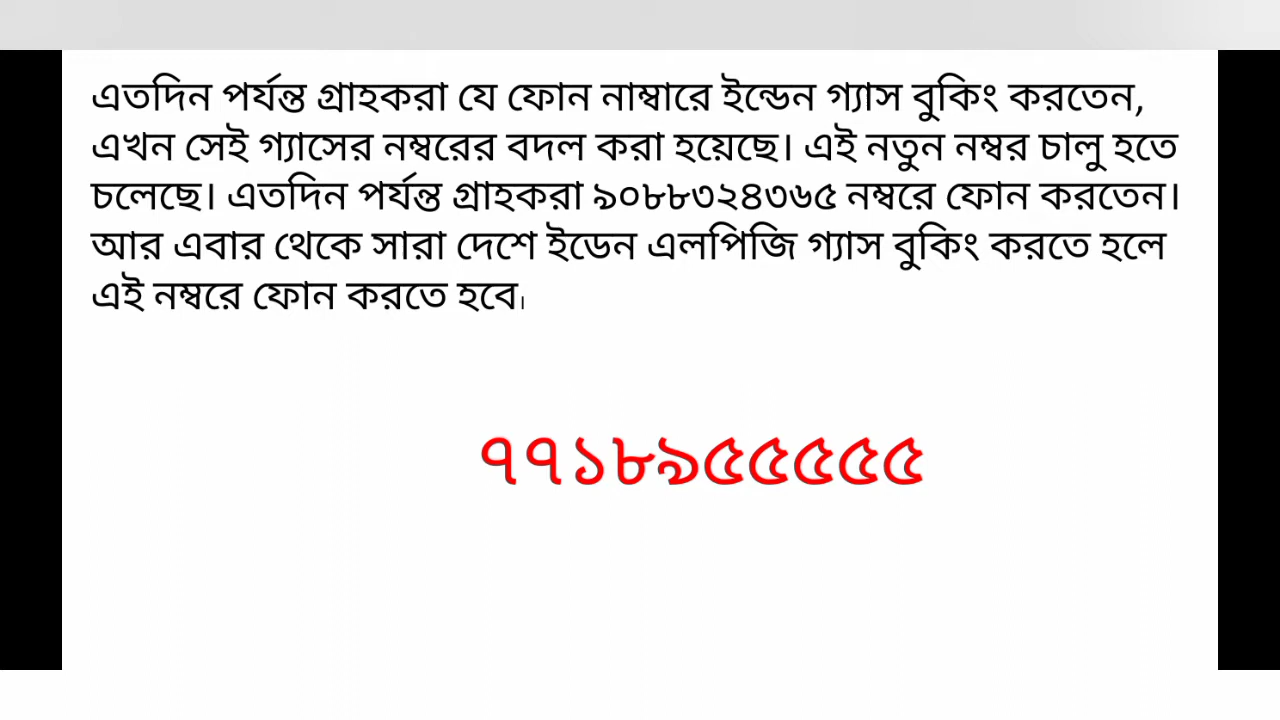 এতদিন পর্যন্ত গ্রাহকরা যে ফোন নাম্বারে ইন্ডেন গ্যাস বুকিং করতেন,
এখন সেই গ্যাসের নম্বরের বদল করা হয়েছে। এই নতুন নম্বর চালু হতে
চলেছে। এতদিন পর্যন্ত গ্রাহকরা ৯০৮৮৩২৪৩৬৫ নম্বরে ফোন করতেন।
আর এবার থেকে সারা দেশে ইডেন এলপিজি গ্যাস বুকিং করতে হলে
এই নম্বরে ফোন করতে হবে।
৭৭১৮৯৫৫৫৫৫